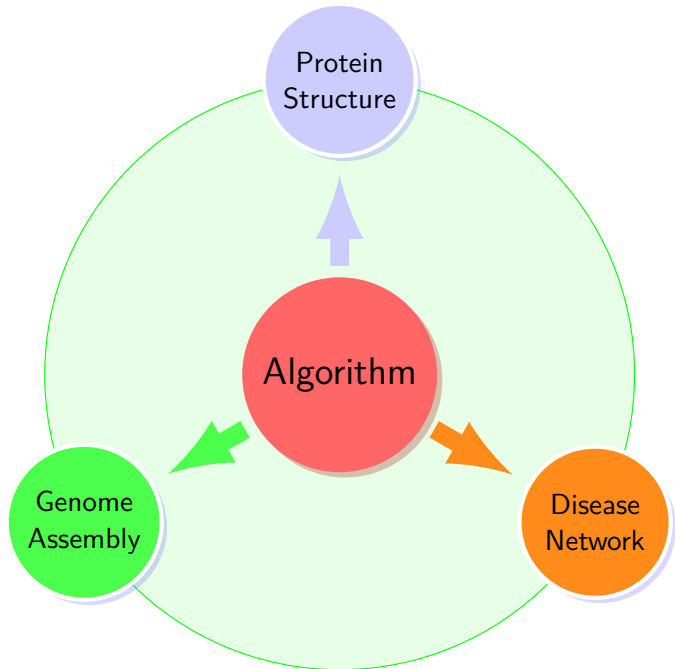 Protein
Structure
Algorithm
Genome
Assembly
Disease
Network